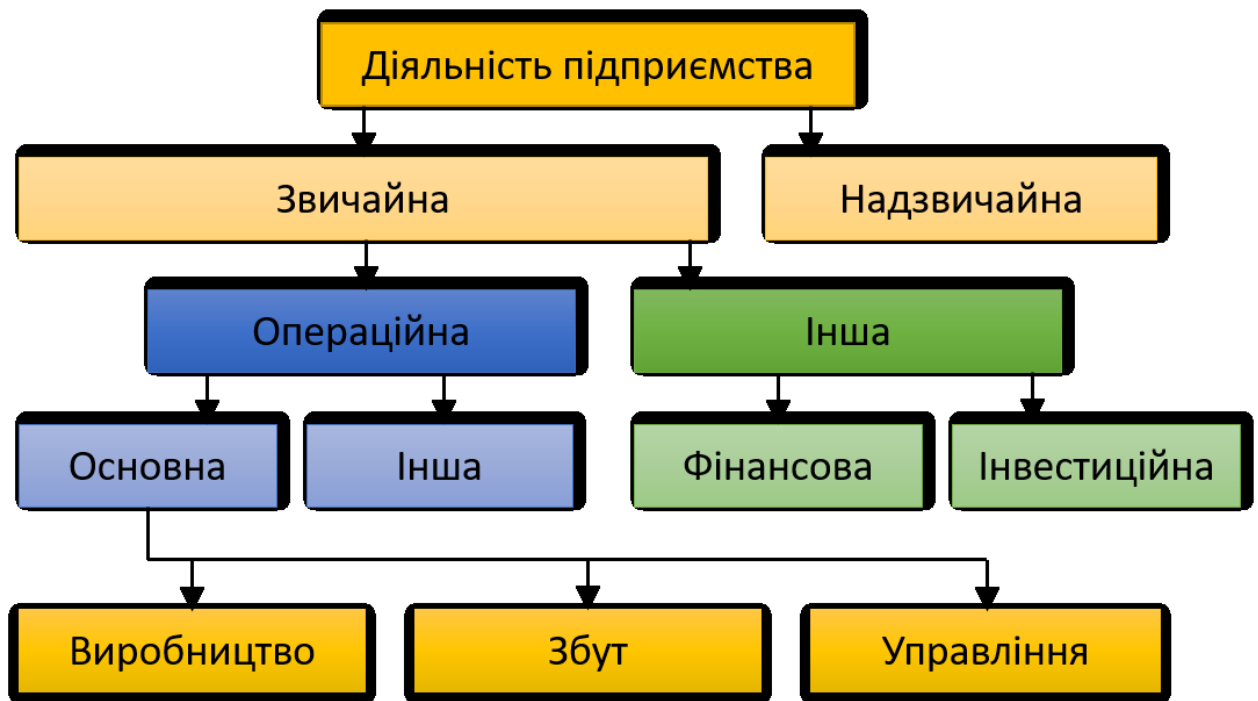 Діяльність підприємства
Звичайна
Надзвичайна
Операційна
Інша
Основна
Інша
Фінансова
Інвестиційна
Виробництво
Збут
Управління